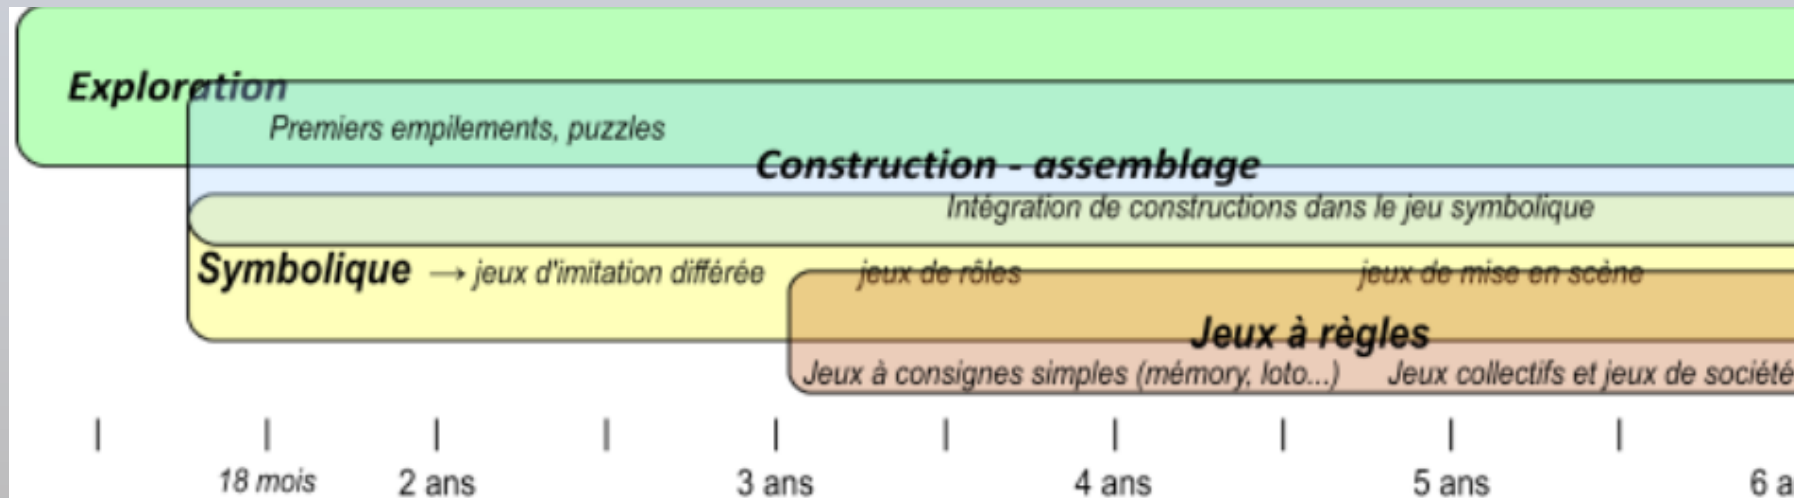 Exploration
Premiers empilements, puzzles
Construction - assemblage
Intégration de constructions dans le jeu symbolique
Symbolique → jeux d'imitation différée jeux de rôles jeux de mise en scène
Jeux à règles
Jeux à consignes simples (mémory, loto...) Jeux collectifs et jeux de société
18 mois 2 ans 3 ans 4 ans 5 ans 6 a